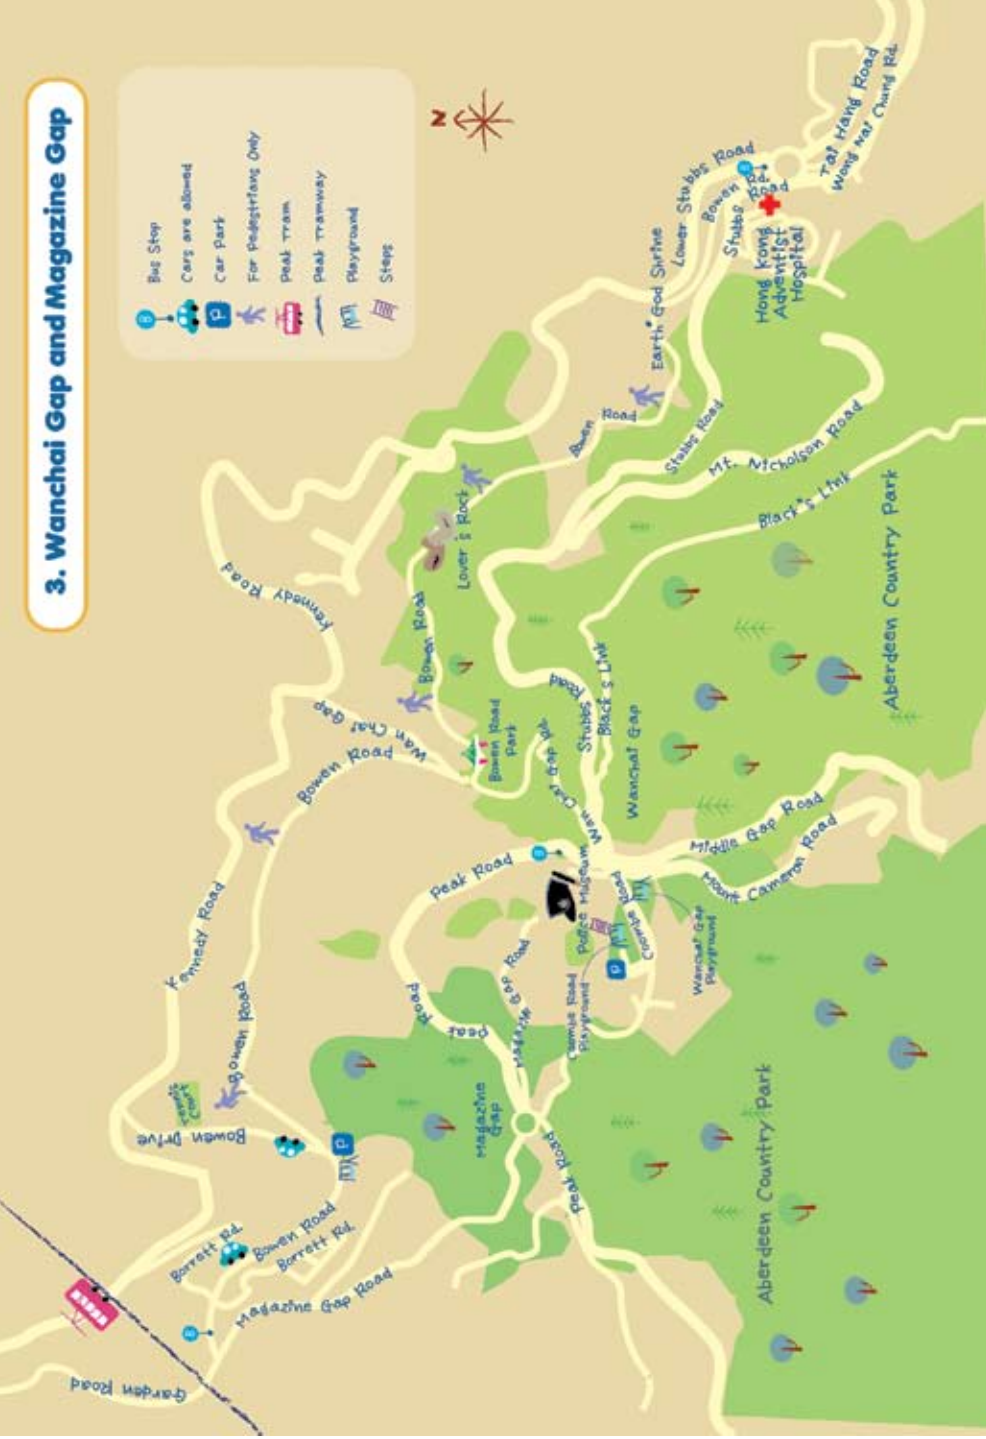 3. Wanchai Gap and Magazine Gap
B
Bus Stop
Cars are allowed
P
Car Park
For Pedestrians Only
Peak Tram
Peak Tramway
Playground
Steps
N
Garden Road
B
Magazine Gap Road
Borrett Rd.
Bowen Road
Borrett Rd.
Bowen Drive
Tennis
Court
P
Bowen Road
Kennedy Road
Bowen Road
Wan Chai Gap
Kennedy Road
Bowen Road
Lover's Rock
Bowen Road
Park
Bowen Road
Earth God Shrine
Lower Stubbs Road
B
Bowen Rd.
Stubbs Road
Tai Hang Road
Wong Nai Chung Rd.
Hong Kong
Adventist
Hospital
Stubbs Road
Mt. Nicholson Road
Black's Link
Aberdeen Country Park
Stubbs Road
Black's Link
Wanchai Gap
Wan Chai Gap Rd.
Peak Road
B
Police Museum
Middle Gap Road
Mount Cameron Road
Coombe Road
P
Wanchai Gap
Playground
Coombe Road
Playground
Magazine Gap Road
Peak Road
Magazine
Gap
Peak Road
Aberdeen Country Park